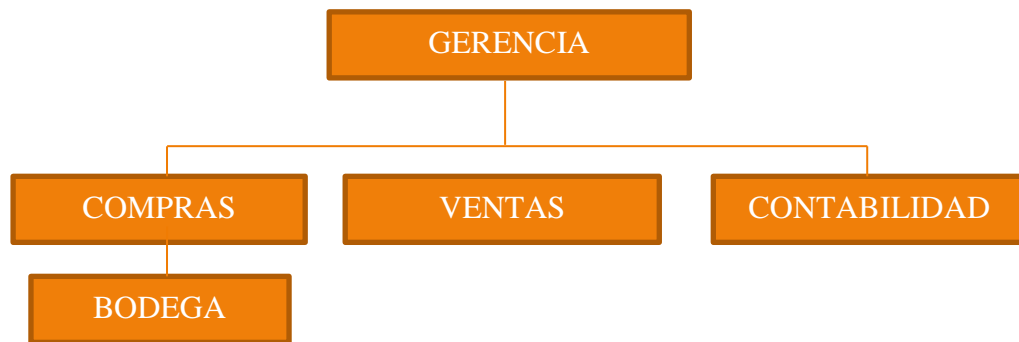 GERENCIA
COMPRAS
VENTAS
CONTABILIDAD
BODEGA